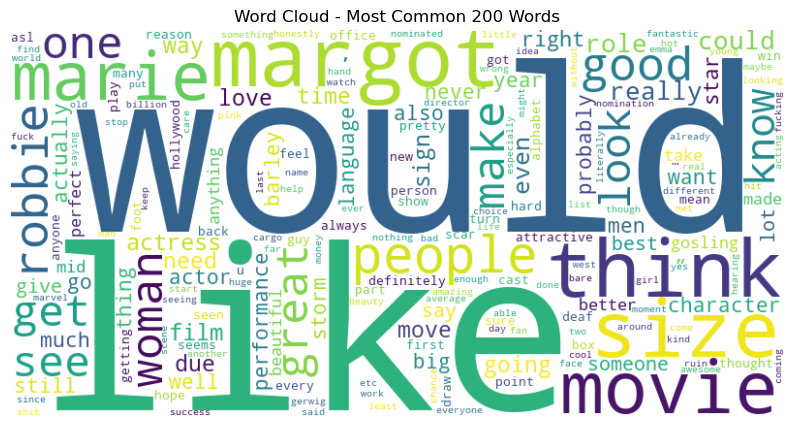 Word Cloud - Most Common 200 Words
asl reason something honestly office nominated little right could
find world one way , hand watch got idea emma hot fantastic young win
marie many put margot wrong year role good without maybe looking
old play billion love time never star really
fuck saying stop care pink director also pretty might especially alphabet probably look know
robbie actually hollywood would language sign make even already literally nomination real acting fucking
perfect anything barley feel new person show hard list take want different mean hit made
anyone keep foot last name help ever always turn choice though met lot
man back cargo far guy money nothing bad life scar attractive men best gosling
actress like people west yes think
mid need u huge definitely bare girl hearing
give go actor great storm part amazing cast better character
get thing woman start seeing performance beautiful beauty average enough able day fan deaf moment size
see much film marvel seen seems another scene move say sure first big going box two around come kind
still due well every draw point someone cool face awesome ruin thought
since getting hope etc work chance movie
shit success gerwig said least everyone coming